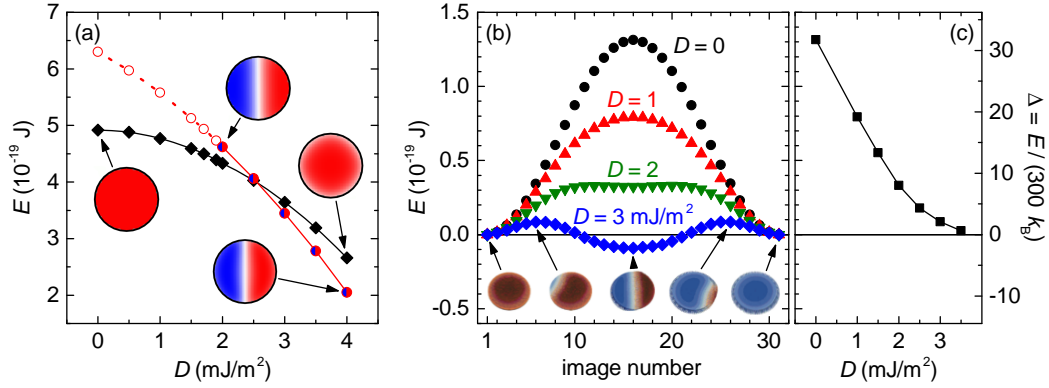 (a)
7
6
5
4
3
2
1
0
E (10⁻¹⁹ J)
0 1 2 3 4
D (mJ/m²)
(b)
1.5
1.0
0.5
0.0
-0.5
E (10⁻¹⁹ J)
D = 0
D = 1
D = 2
D = 3 mJ/m²
1 10 20 30
image number
(c)
30
20
10
0
-10
Δ = E / (300 k_B)
0 1 2 3
D (mJ/m²)